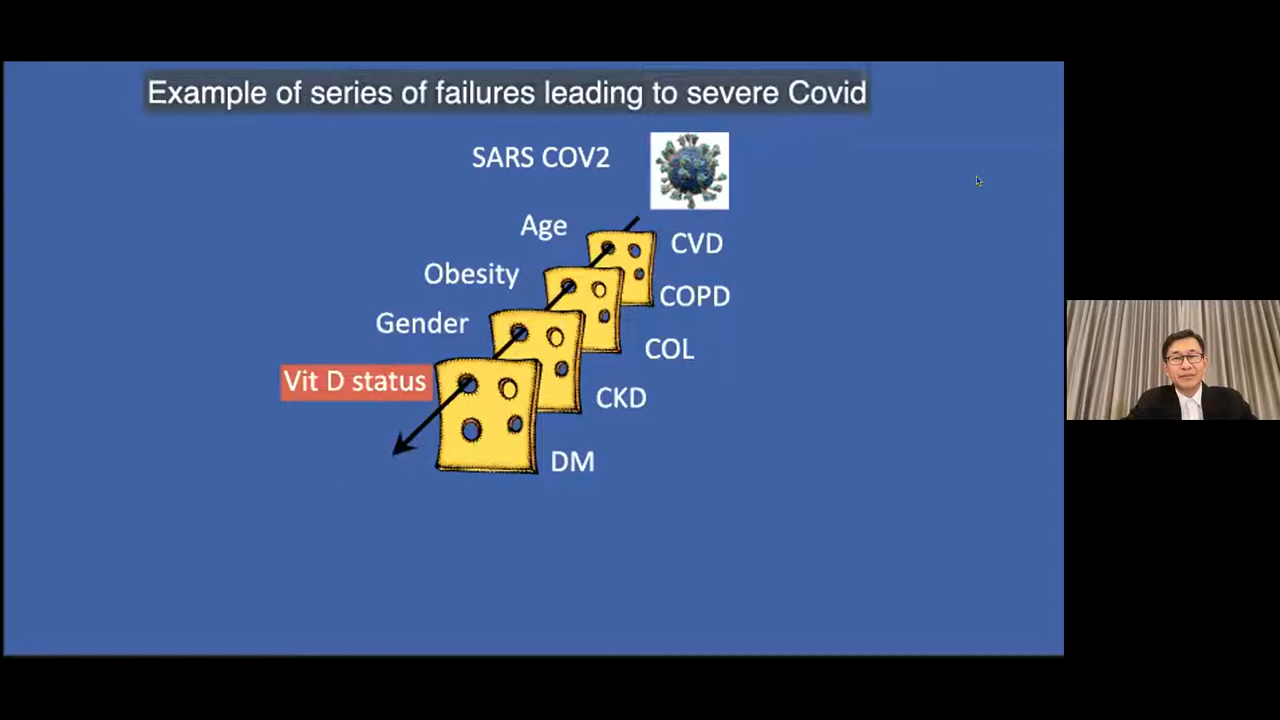 Example of series of failures leading to severe Covid
SARS COV2
Age
CVD
Obesity
COPD
Gender
COL
Vit D status
CKD
DM